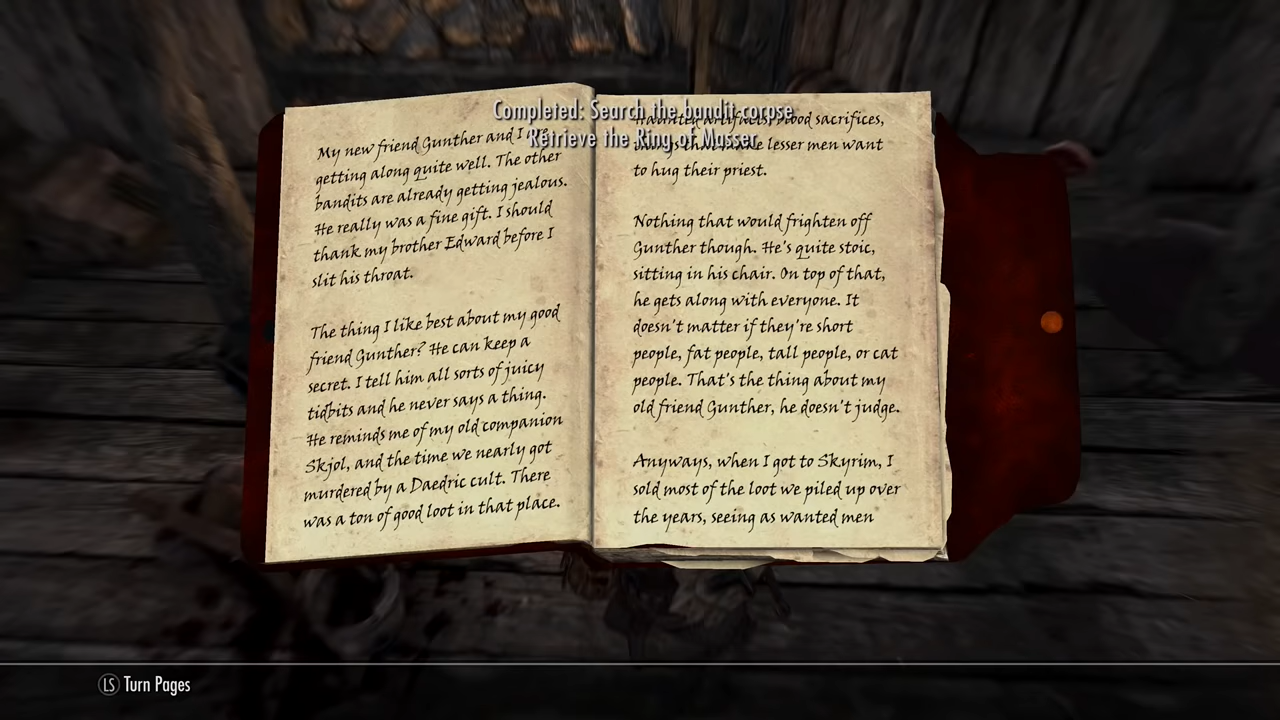 Completed: Search the bandit corpse
Retrieve the Ring of Masser
My new friend Gunther and I are
getting along quite well. The other
bandits are already getting jealous.
He really was a fine gift. I should
thank my brother Edward before I
slit his throat.
The thing I like best about my good
friend Gunther? He can keep a
secret. I tell him all sorts of juicy
tidbits and he never says a thing.
He reminds me of my old companion
Skjol, and the time we nearly got
murdered by a Daedric cult. There
was a ton of good loot in that place.
Haunted artifacts, blood sacrifices,
lesser men want
to hug their priest.
Nothing that would frighten off
Gunther though. He's quite stoic,
sitting in his chair. On top of that,
he gets along with everyone. It
doesn't matter if they're short
people, fat people, tall people, or cat
people. That's the thing about my
old friend Gunther, he doesn't judge.
Anyways, when I got to Skyrim, I
sold most of the loot we piled up over
the years, seeing as wanted men
LS Turn Pages